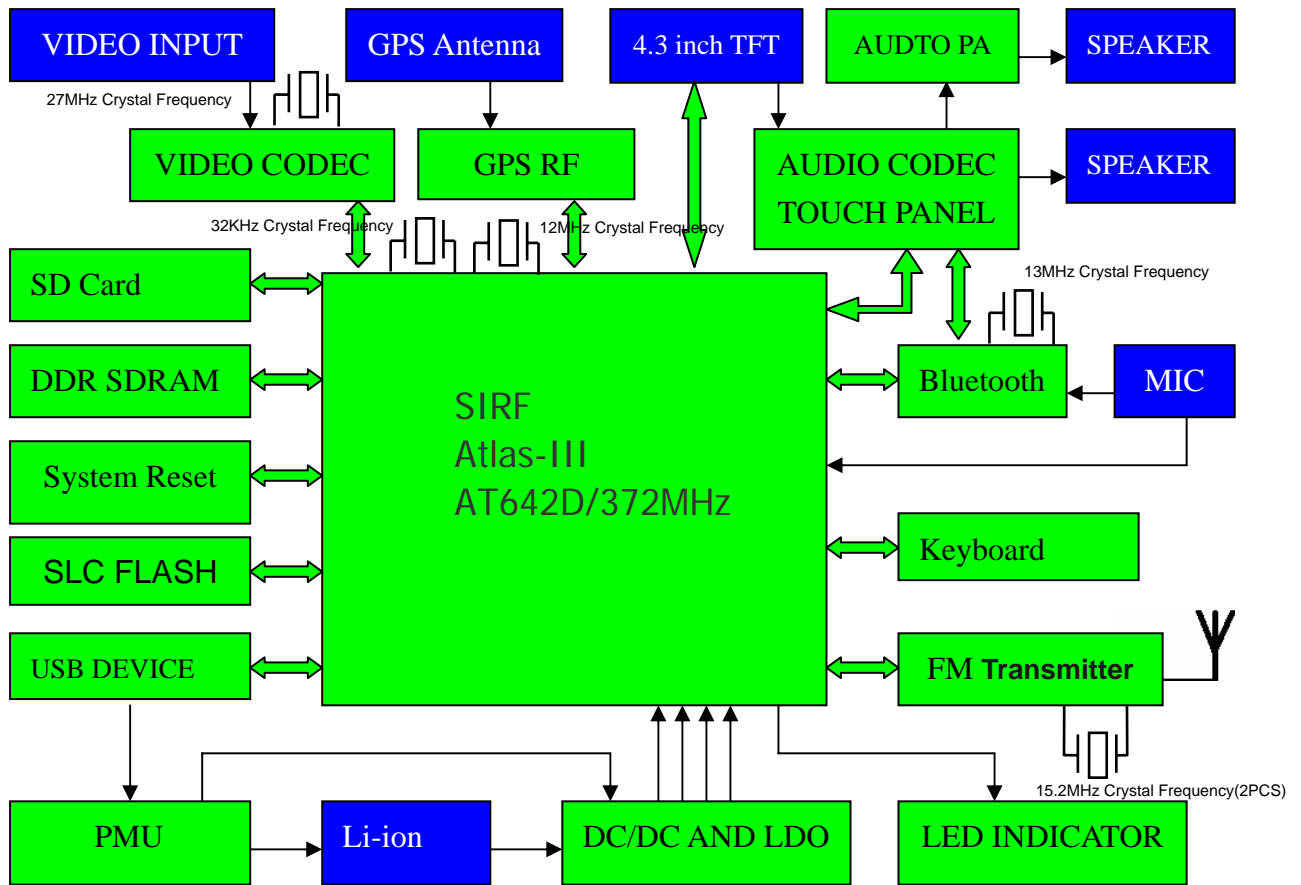 VIDEO INPUT
GPS Antenna
4.3 inch TFT
AUDTO PA
SPEAKER
27MHz Crystal Frequency
VIDEO CODEC
GPS RF
AUDIO CODEC
TOUCH PANEL
SPEAKER
32KHz Crystal Frequency
12MHz Crystal Frequency
13MHz Crystal Frequency
SD Card
DDR SDRAM
System Reset
SLC FLASH
USB DEVICE
SIRF
Atlas-III
AT642D/372MHz
Bluetooth
MIC
Keyboard
FM Transmitter
15.2MHz Crystal Frequency(2PCS)
PMU
Li-ion
DC/DC AND LDO
LED INDICATOR